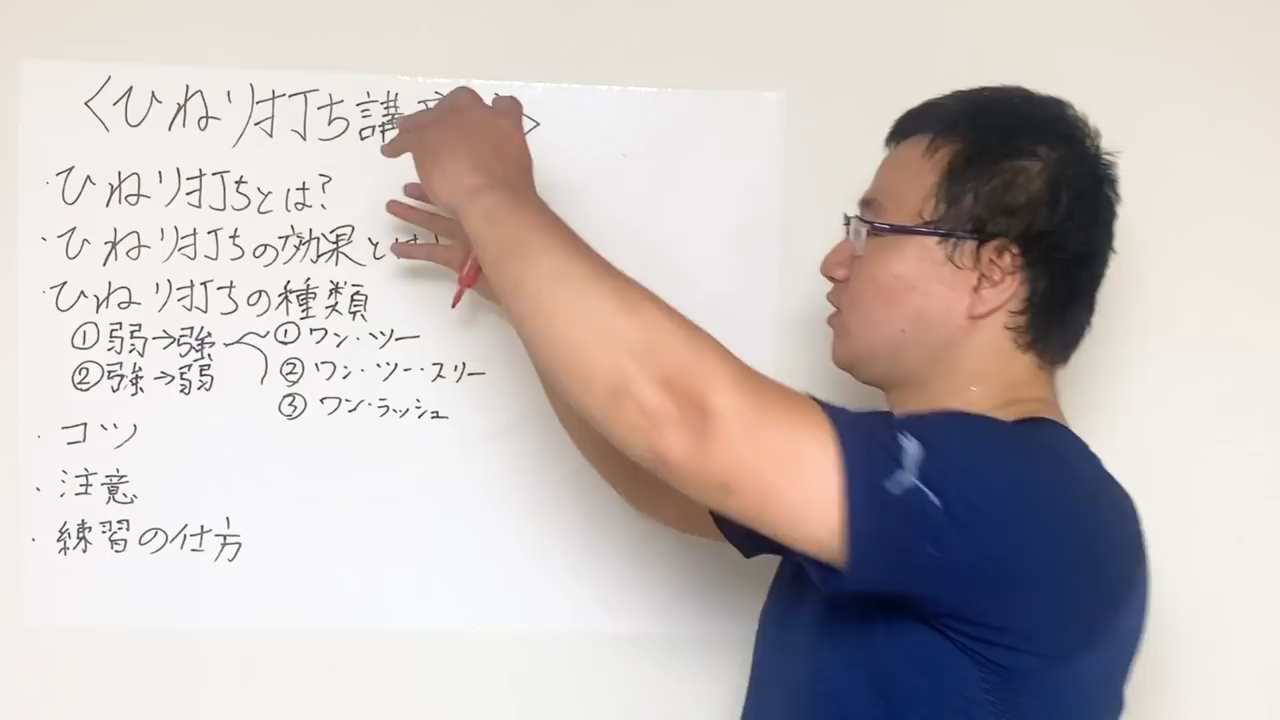 <ひねり打ち講 >
・ひねり打ちとは?
・ひねり打ちの効果とは
・ひねり打ちの種類
①弱→強 ①ワン・ツー
②強→弱 ②ワン・ツー・スリー
③ワン・ラッシュ
・コツ
・注意
・練習の仕方